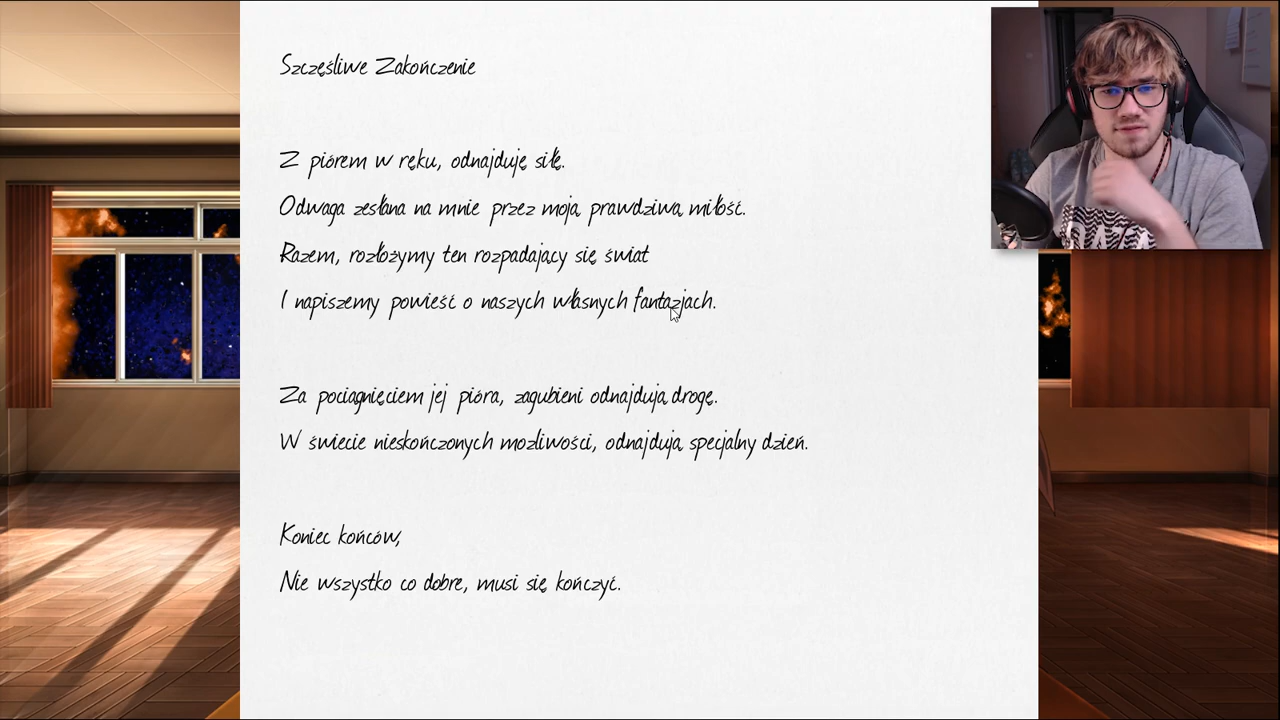 Szczęśliwe Zakończenie
Z piórem w ręku, odnajduję siłę.
Odwaga zesłana na mnie przez moją prawdziwą miłość.
Razem, rozłożymy ten rozpadający się świat
I napiszemy powieść o naszych własnych fantazjach.
Za pociągnięciem jej pióra, zagubieni odnajdują drogę.
W świecie nieskończonych możliwości, odnajdują specjalny dzień.
Koniec końców,
Nie wszystko co dobre, musi się kończyć.